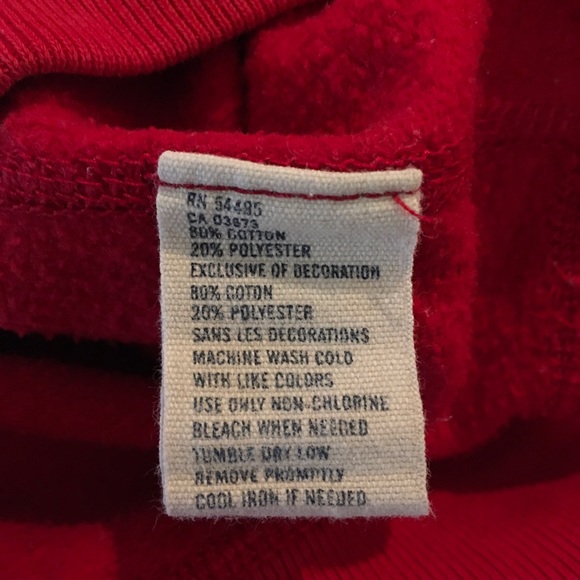 RN 54485
CA 03673
80% COTTON
20% POLYESTER
EXCLUSIVE OF DECORATION
80% COTON
20% POLYESTER
SANS LES DECORATIONS
MACHINE WASH COLD
WITH LIKE COLORS
USE ONLY NON-CHLORINE
BLEACH WHEN NEEDED
TUMBLE DRY LOW
REMOVE PROMPTLY
COOL IRON IF NEEDED